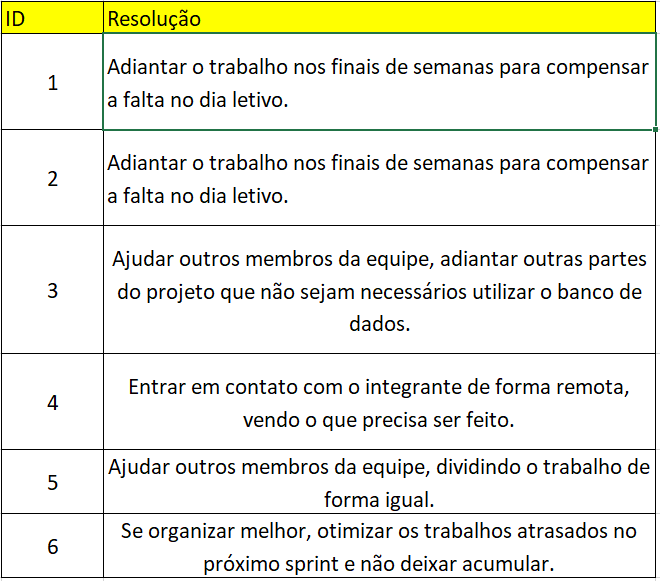 ID Resolução
1 Adiantar o trabalho nos finais de semanas para compensar
a falta no dia letivo.
2 Adiantar o trabalho nos finais de semanas para compensar
a falta no dia letivo.
3 Ajudar outros membros da equipe, adiantar outras partes
do projeto que não sejam necessários utilizar o banco de
dados.
4 Entrar em contato com o integrante de forma remota,
vendo o que precisa ser feito.
5 Ajudar outros membros da equipe, dividindo o trabalho de
forma igual.
6 Se organizar melhor, otimizar os trabalhos atrasados no
próximo sprint e não deixar acumular.